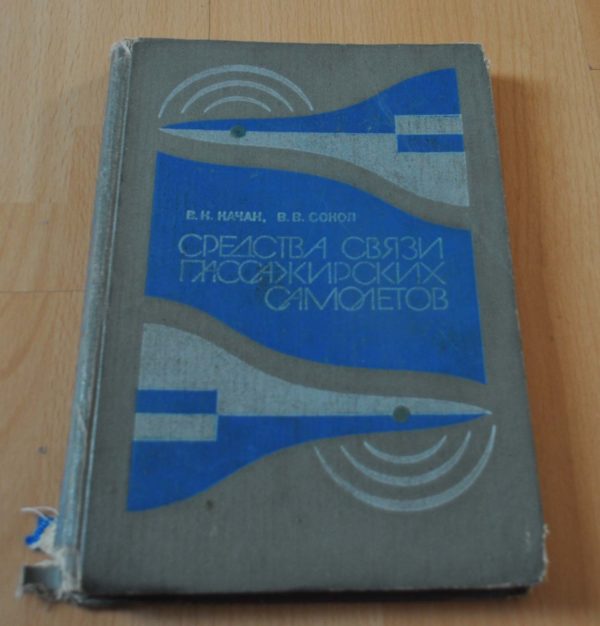 В. К. КАЧАН, В. В. СОКОЛ
СРЕДСТВА СВЯЗИ
ПАССАЖИРСКИХ
САМОЛЕТОВ